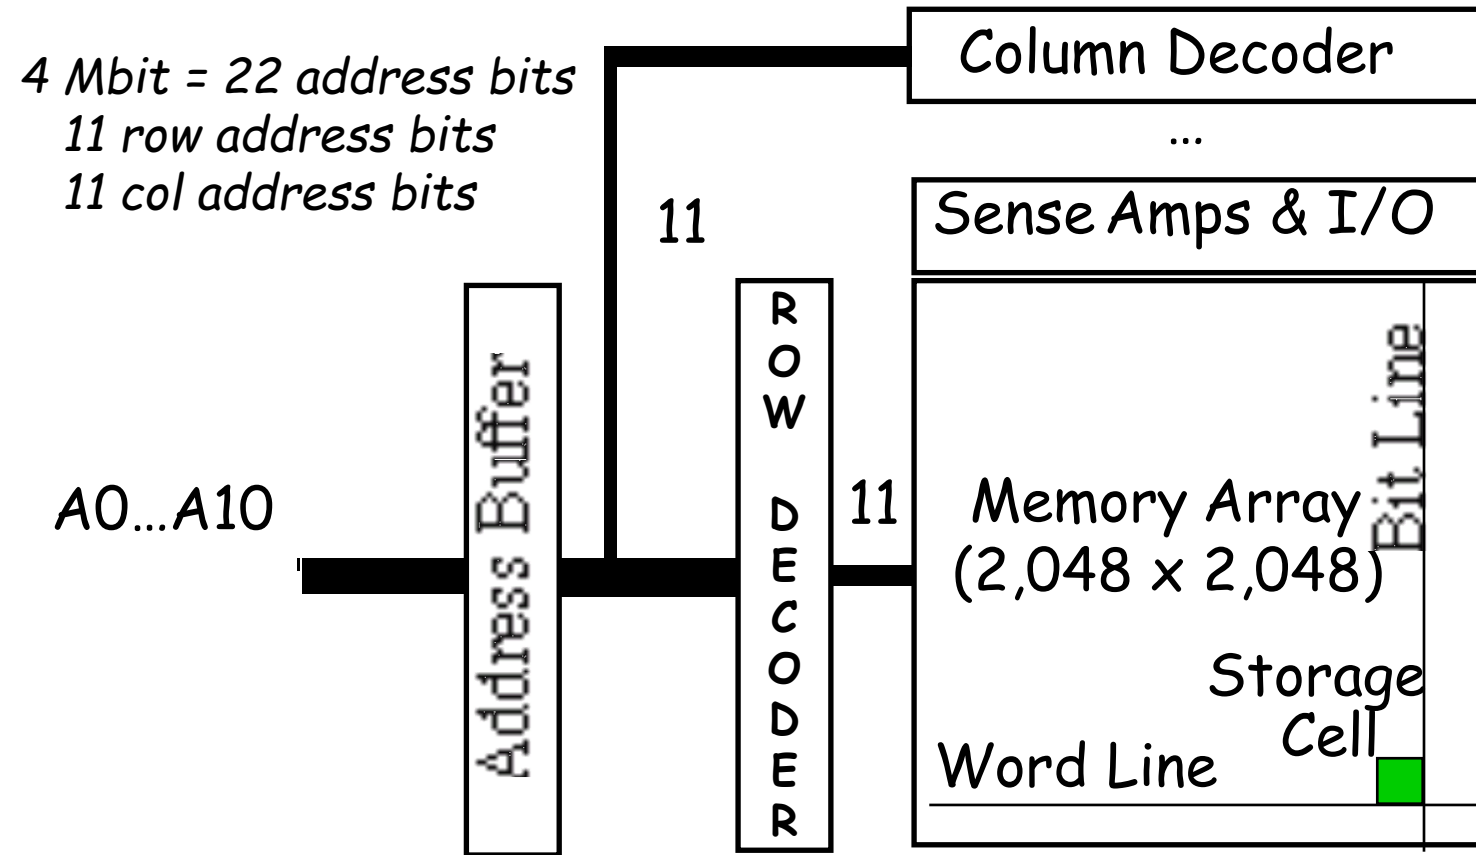 4 Mbit = 22 address bits
11 row address bits
11 col address bits
Column Decoder
...
11
Sense Amps & I/O
Address Buffer
ROW DECODER
A0...A10
11
Memory Array
(2,048 x 2,048)
Bit Line
Storage
Cell
Word Line